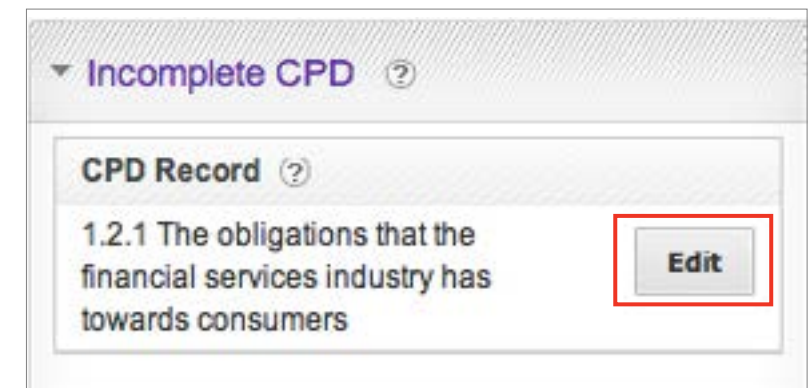 Incomplete CPD ?
CPD Record ?
1.2.1 The obligations that the
financial services industry has
towards consumers
Edit